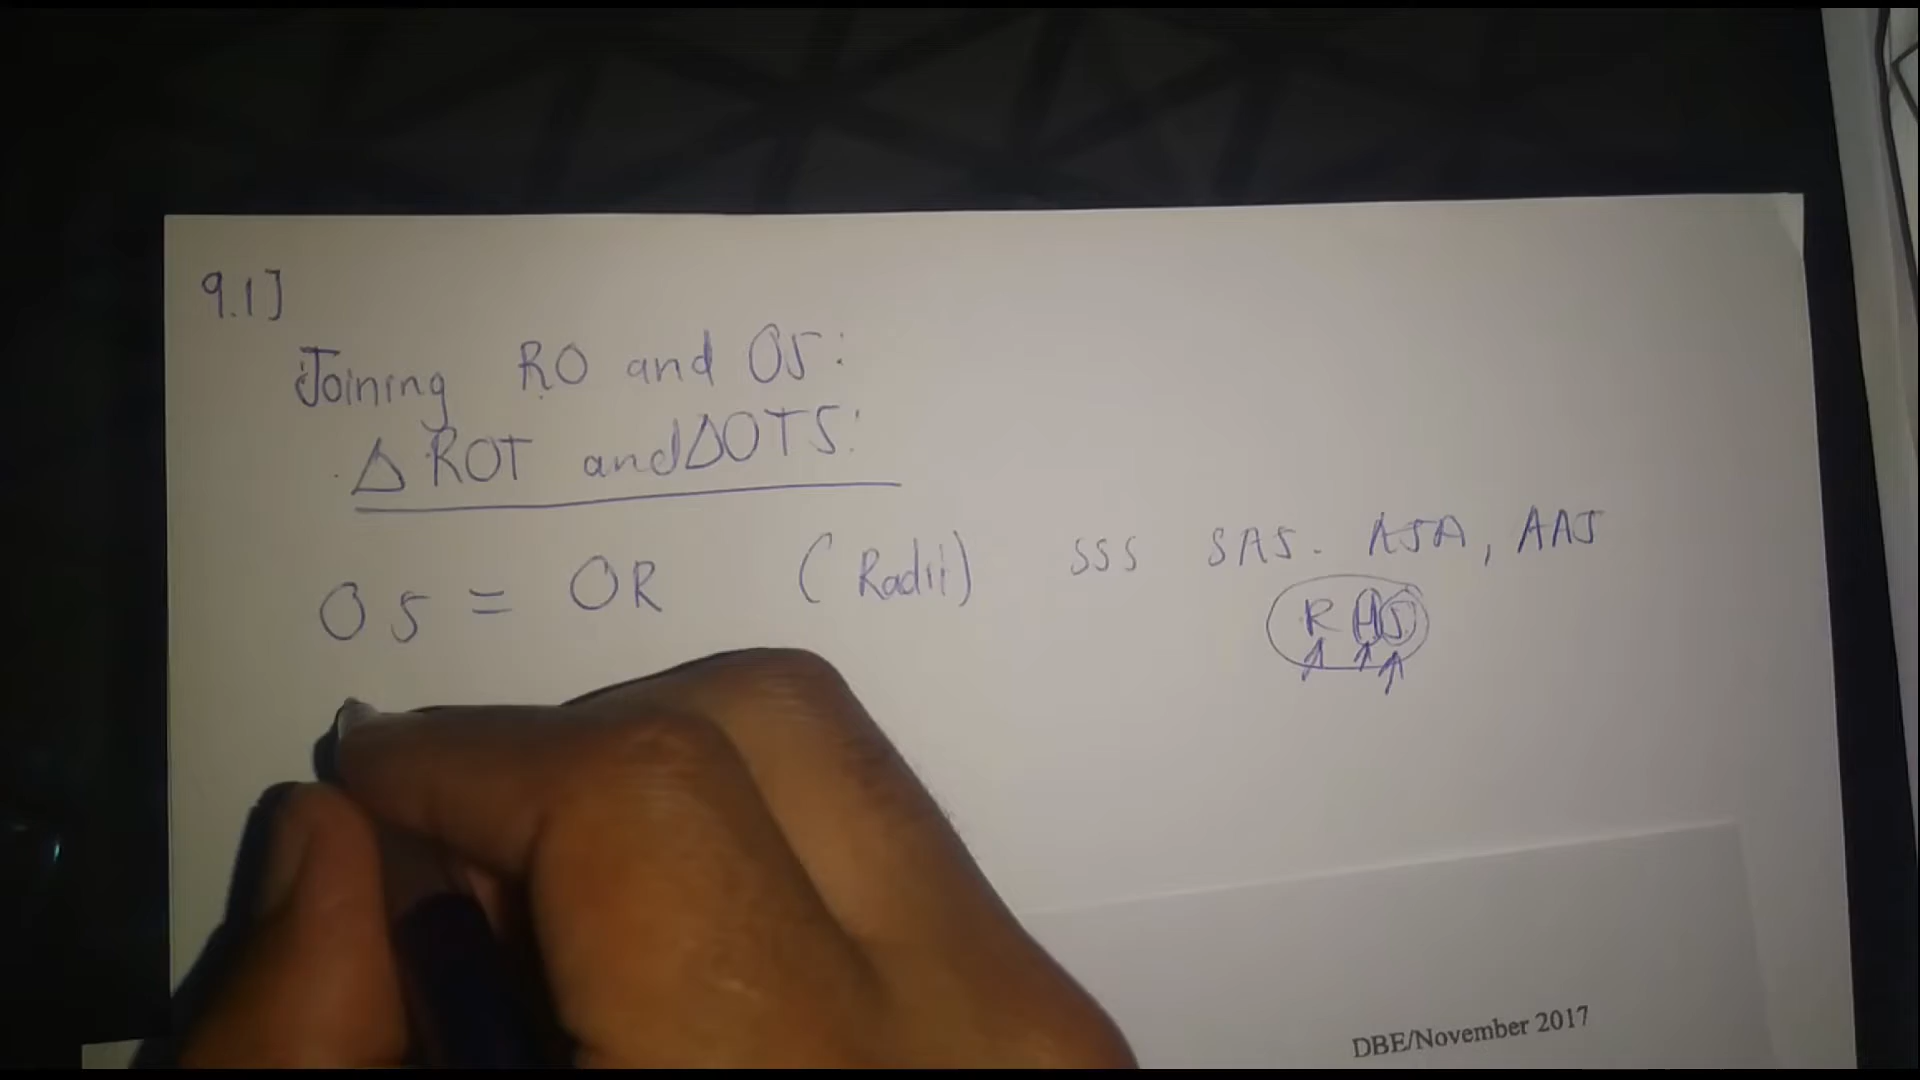 9.1]
Joining RO and OS:
Δ ROT and ΔOTS:
OS = OR (Radii) SSS SAS. ASA, AAS
RHS
DBE/November 2017